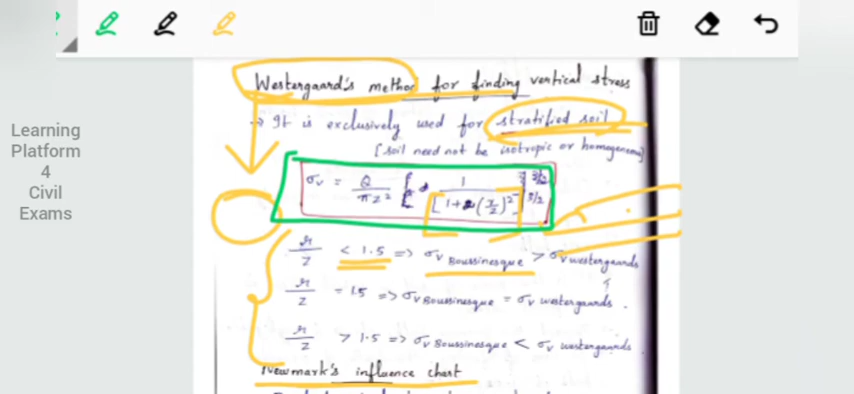 Learning
Platform
4
Civil
Exams
Westergaard's method for finding vertical stress
→ It is exclusively used for stratified soil
[soil need not be isotropic or homogeneous]
σv = Q/πz² [1/[1+2(r/z)²]]3/2
r/z < 1.5 => σv Boussinesque > σv westergaards
r/z = 1.5 => σv Boussinesque = σv westergaards.
r/z > 1.5 => σv Boussinesque < σv westergaards
Newmark's influence chart